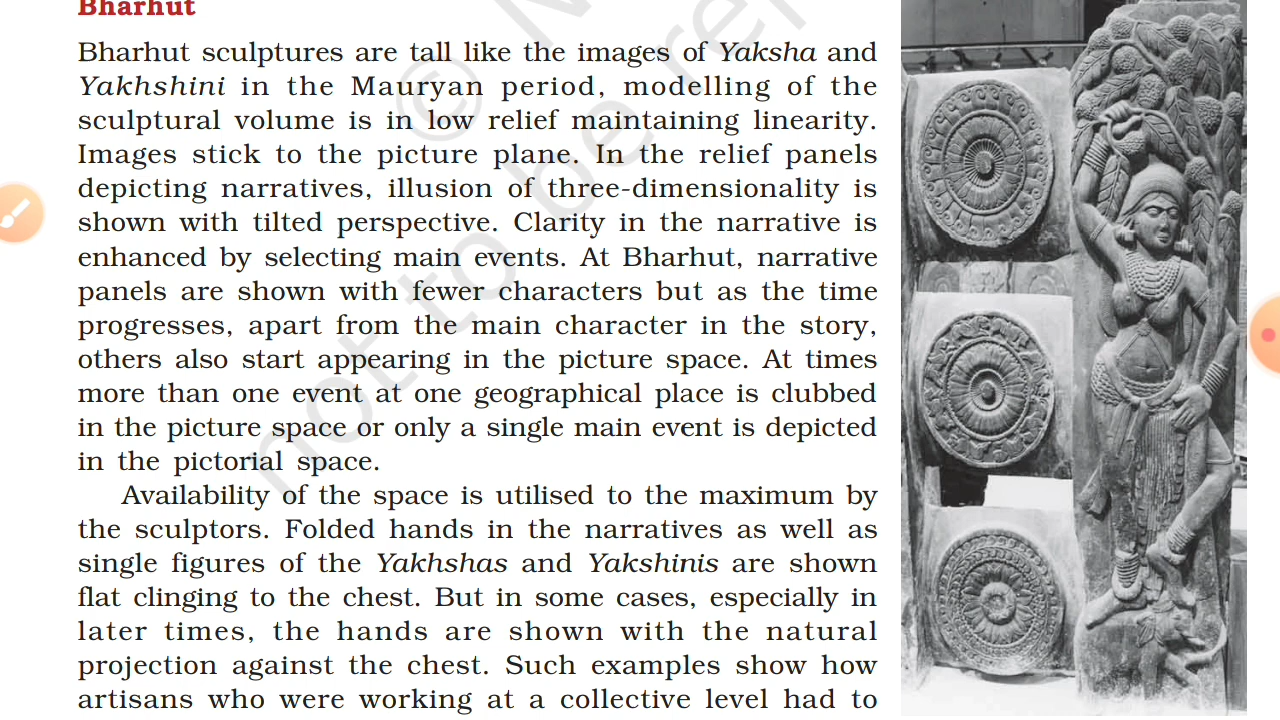 Bharhut
Bharhut sculptures are tall like the images of Yaksha and
Yakhshini in the Mauryan period, modelling of the
sculptural volume is in low relief maintaining linearity.
Images stick to the picture plane. In the relief panels
depicting narratives, illusion of three-dimensionality is
shown with tilted perspective. Clarity in the narrative is
enhanced by selecting main events. At Bharhut, narrative
panels are shown with fewer characters but as the time
progresses, apart from the main character in the story,
others also start appearing in the picture space. At times
more than one event at one geographical place is clubbed
in the picture space or only a single main event is depicted
in the pictorial space.
Availability of the space is utilised to the maximum by
the sculptors. Folded hands in the narratives as well as
single figures of the Yakhshas and Yakshinis are shown
flat clinging to the chest. But in some cases, especially in
later times, the hands are shown with the natural
projection against the chest. Such examples show how
artisans who were working at a collective level had to
© N
not to be re